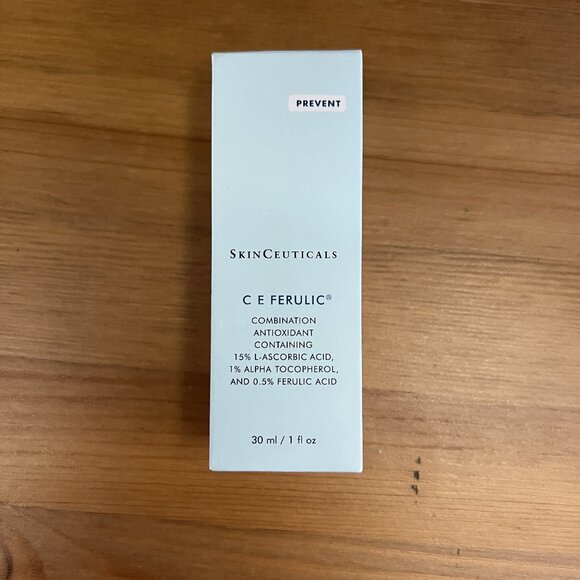 PREVENT
SKINCEUTICALS
C E FERULIC®
COMBINATION
ANTIOXIDANT
CONTAINING
15% L-ASCORBIC ACID,
1% ALPHA TOCOPHEROL,
AND 0.5% FERULIC ACID
30 ml / 1 fl oz